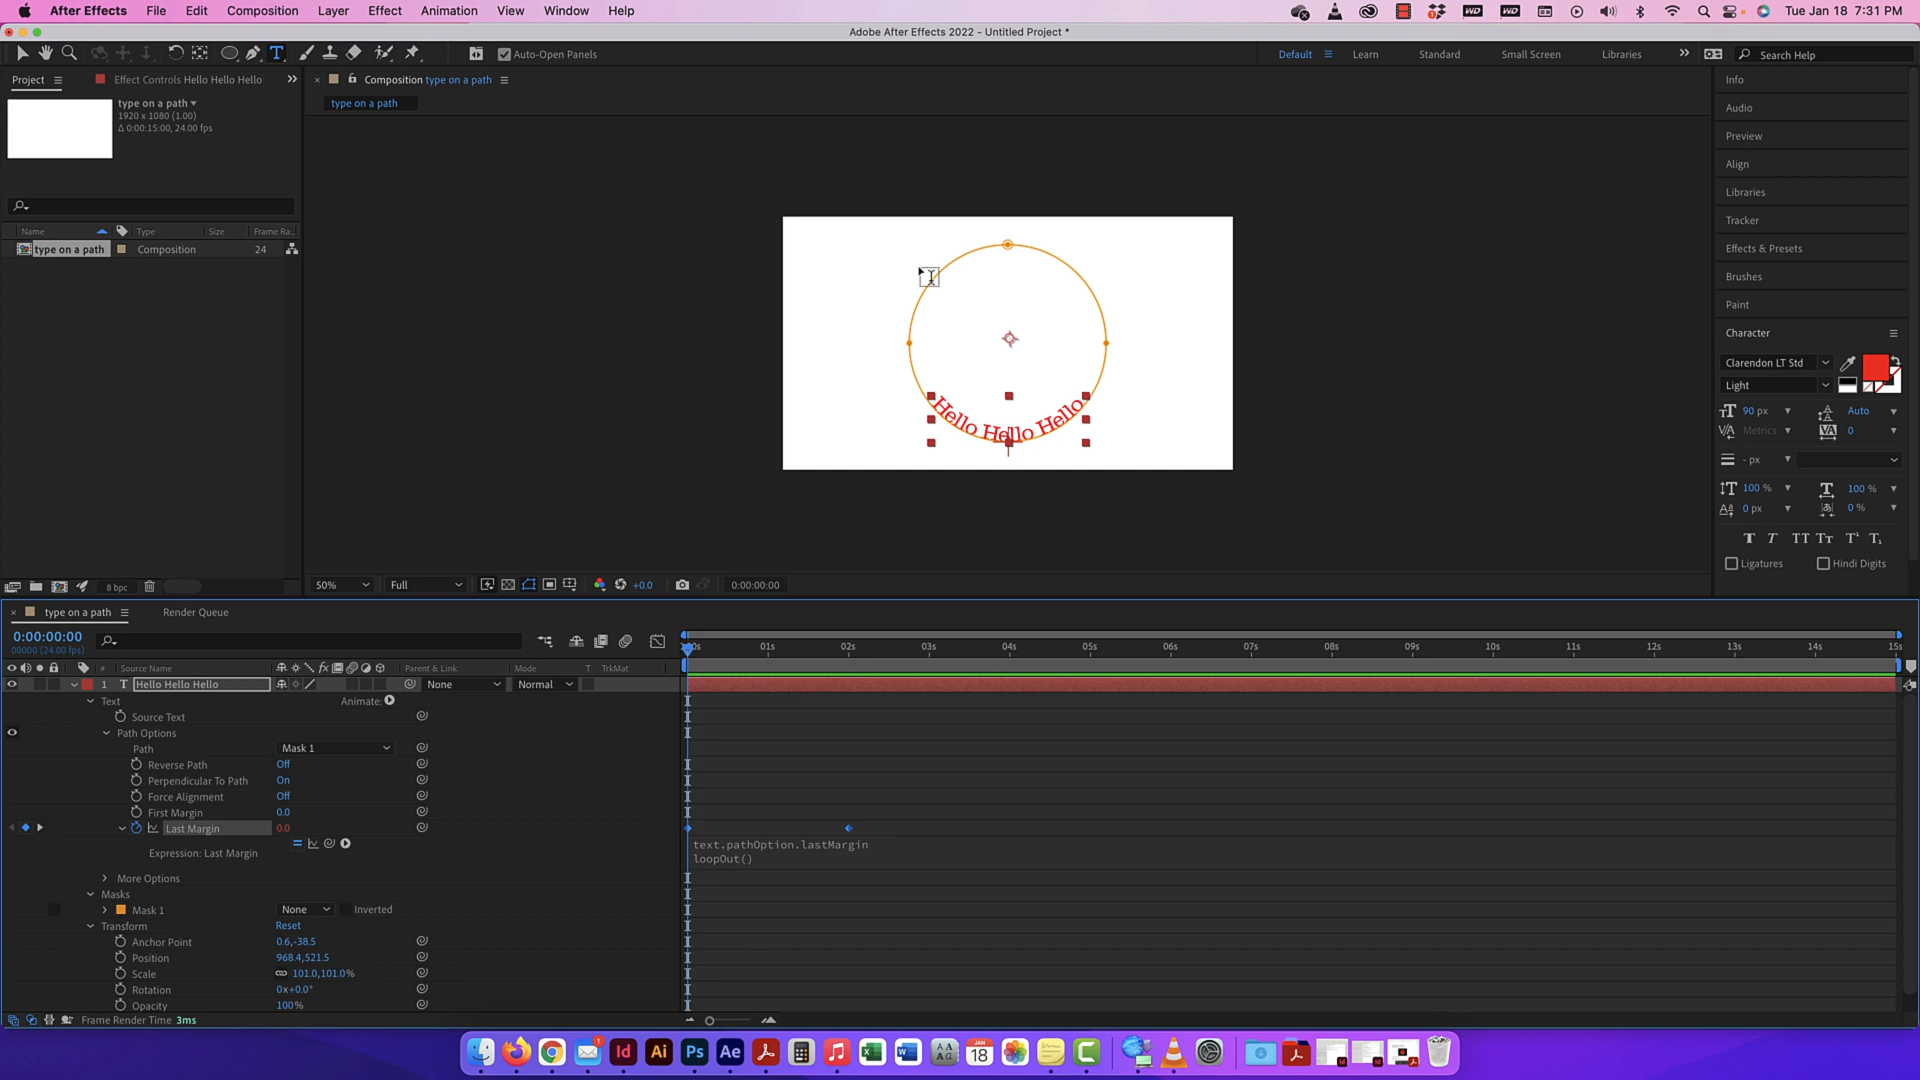 After Effects File Edit Composition Layer Effect Animation View Window Help
Tue Jan 18 7:31 PM
Adobe After Effects 2022 - Untitled Project *
Auto-Open Panels
Default Learn Standard Small Screen Libraries Search Help
Project Effect Controls Hello Hello Hello
Composition type on a path
type on a path
type on a path
1920 x 1080 (1.00)
Δ 0:00:15:00, 24.00 fps
Name Type Size Frame Ra...
type on a path Composition 24
Hello Hello Hello
Info
Audio
Preview
Align
Libraries
Tracker
Effects & Presets
Brushes
Paint
Character
Clarendon LT Std
Light
90 px Auto
Metrics 0
- px
100 % 100 %
0 px 0 %
Ligatures Hindi Digits
8 bpc
50% Full +0.0 0:00:00:00
type on a path Render Queue
0:00:00:00
00000 (24.00 fps)
01s 02s 03s 04s 05s 06s 07s 08s 09s 10s 11s 12s 13s 14s 15s
# Source Name Parent & Link Mode T TrkMat
1 T Hello Hello Hello None Normal
Text Animate:
Source Text
Path Options
Path Mask 1
Reverse Path Off
Perpendicular To Path On
Force Alignment Off
First Margin 0.0
Last Margin 0.0
text.pathOption.lastMargin
Expression: Last Margin
loopOut()
More Options
Masks
Mask 1 None Inverted
Transform Reset
Anchor Point 0.6,-38.5
Position 968.4,521.5
Scale 101.0,101.0%
Rotation 0x+0.0°
Opacity 100%
Frame Render Time 3ms
1
Id Ai Ps Ae
JAN
18